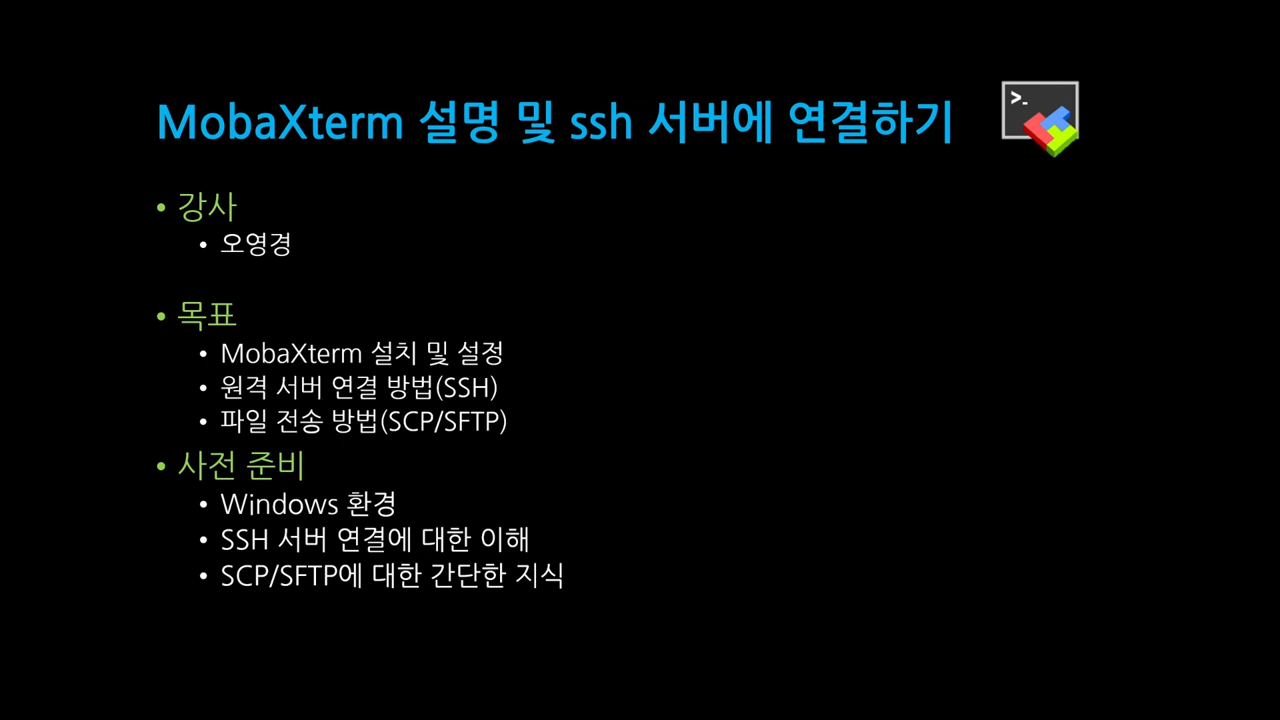 MobaXterm 설명 및 ssh 서버에 연결하기
>_
• 강사
• 오영경
• 목표
• MobaXterm 설치 및 설정
• 원격 서버 연결 방법(SSH)
• 파일 전송 방법(SCP/SFTP)
• 사전 준비
• Windows 환경
• SSH 서버 연결에 대한 이해
• SCP/SFTP에 대한 간단한 지식